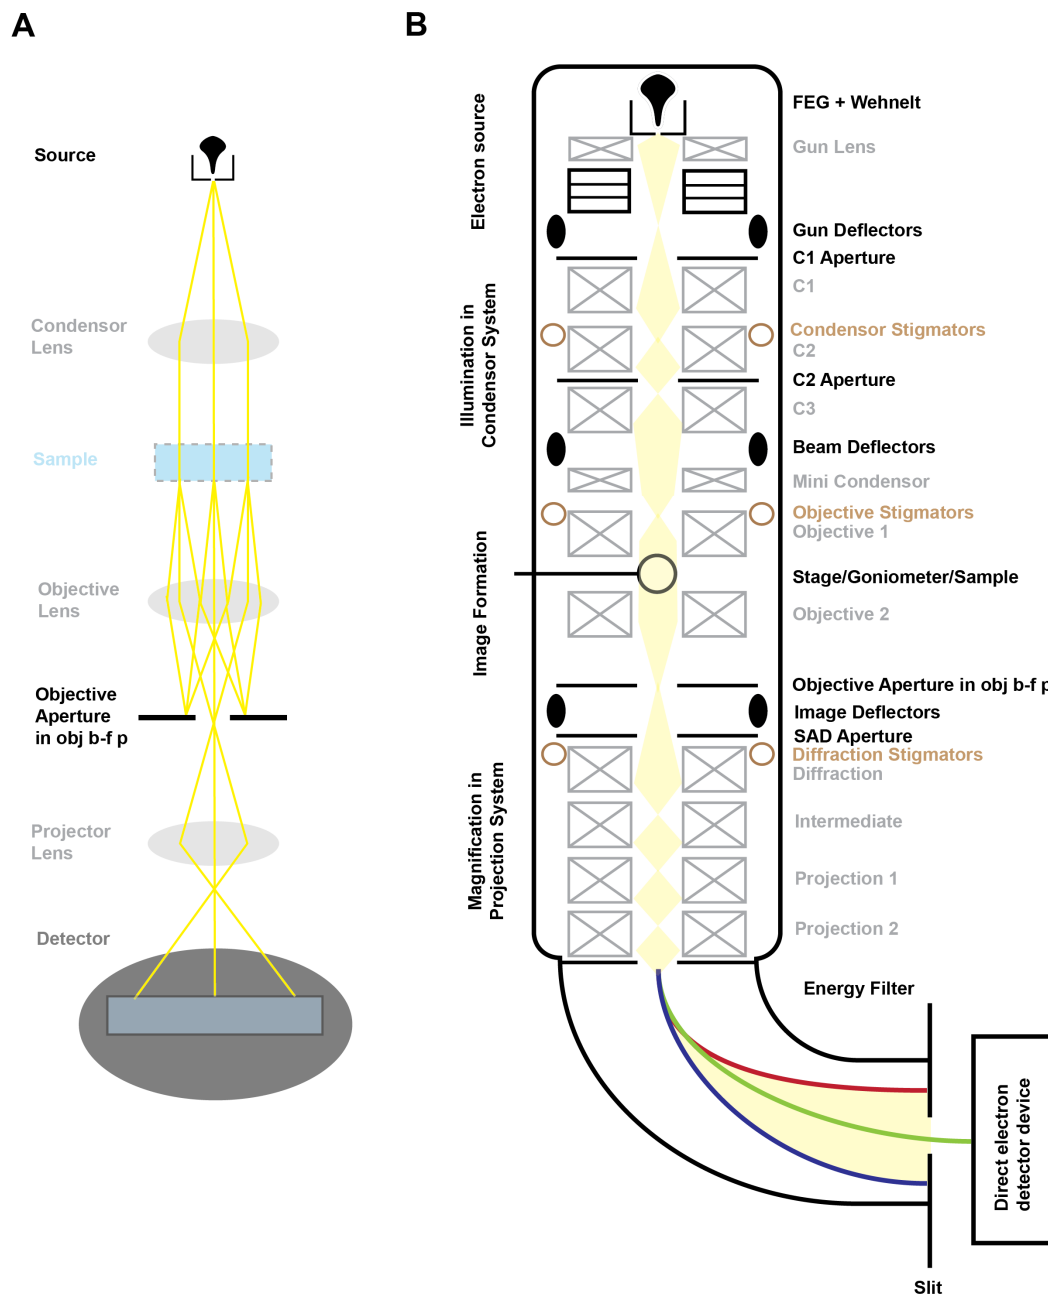 A
Source
Condensor
Lens
Sample
Objective
Lens
Objective
Aperture
in obj b-f p
Projector
Lens
Detector
B
Electron source
Illumination in
Condensor System
Image Formation
Magnification in
Projection System
FEG + Wehnelt
Gun Lens
Gun Deflectors
C1 Aperture
C1
Condensor Stigmators
C2
C2 Aperture
C3
Beam Deflectors
Mini Condensor
Objective Stigmators
Objective 1
Stage/Goniometer/Sample
Objective 2
Objective Aperture in obj b-f p
Image Deflectors
SAD Aperture
Diffraction Stigmators
Diffraction
Intermediate
Projection 1
Projection 2
Energy Filter
Direct electron
detector device
Slit